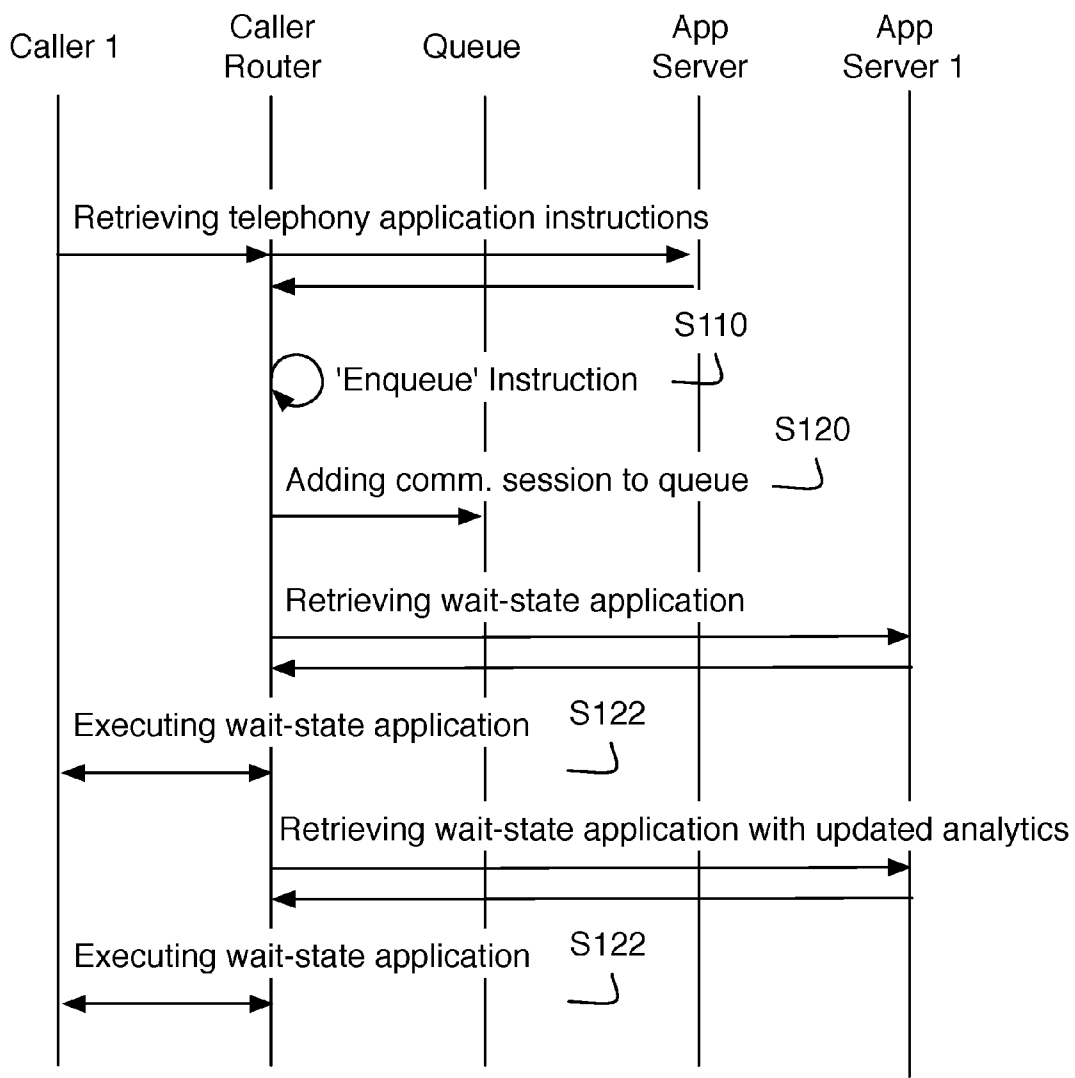 Caller 1
Caller
Router
Queue
App
Server
App
Server 1
Retrieving telephony application instructions
S110
'Enqueue' Instruction
S120
Adding comm. session to queue
Retrieving wait-state application
Executing wait-state application
S122
Retrieving wait-state application with updated analytics
Executing wait-state application
S122